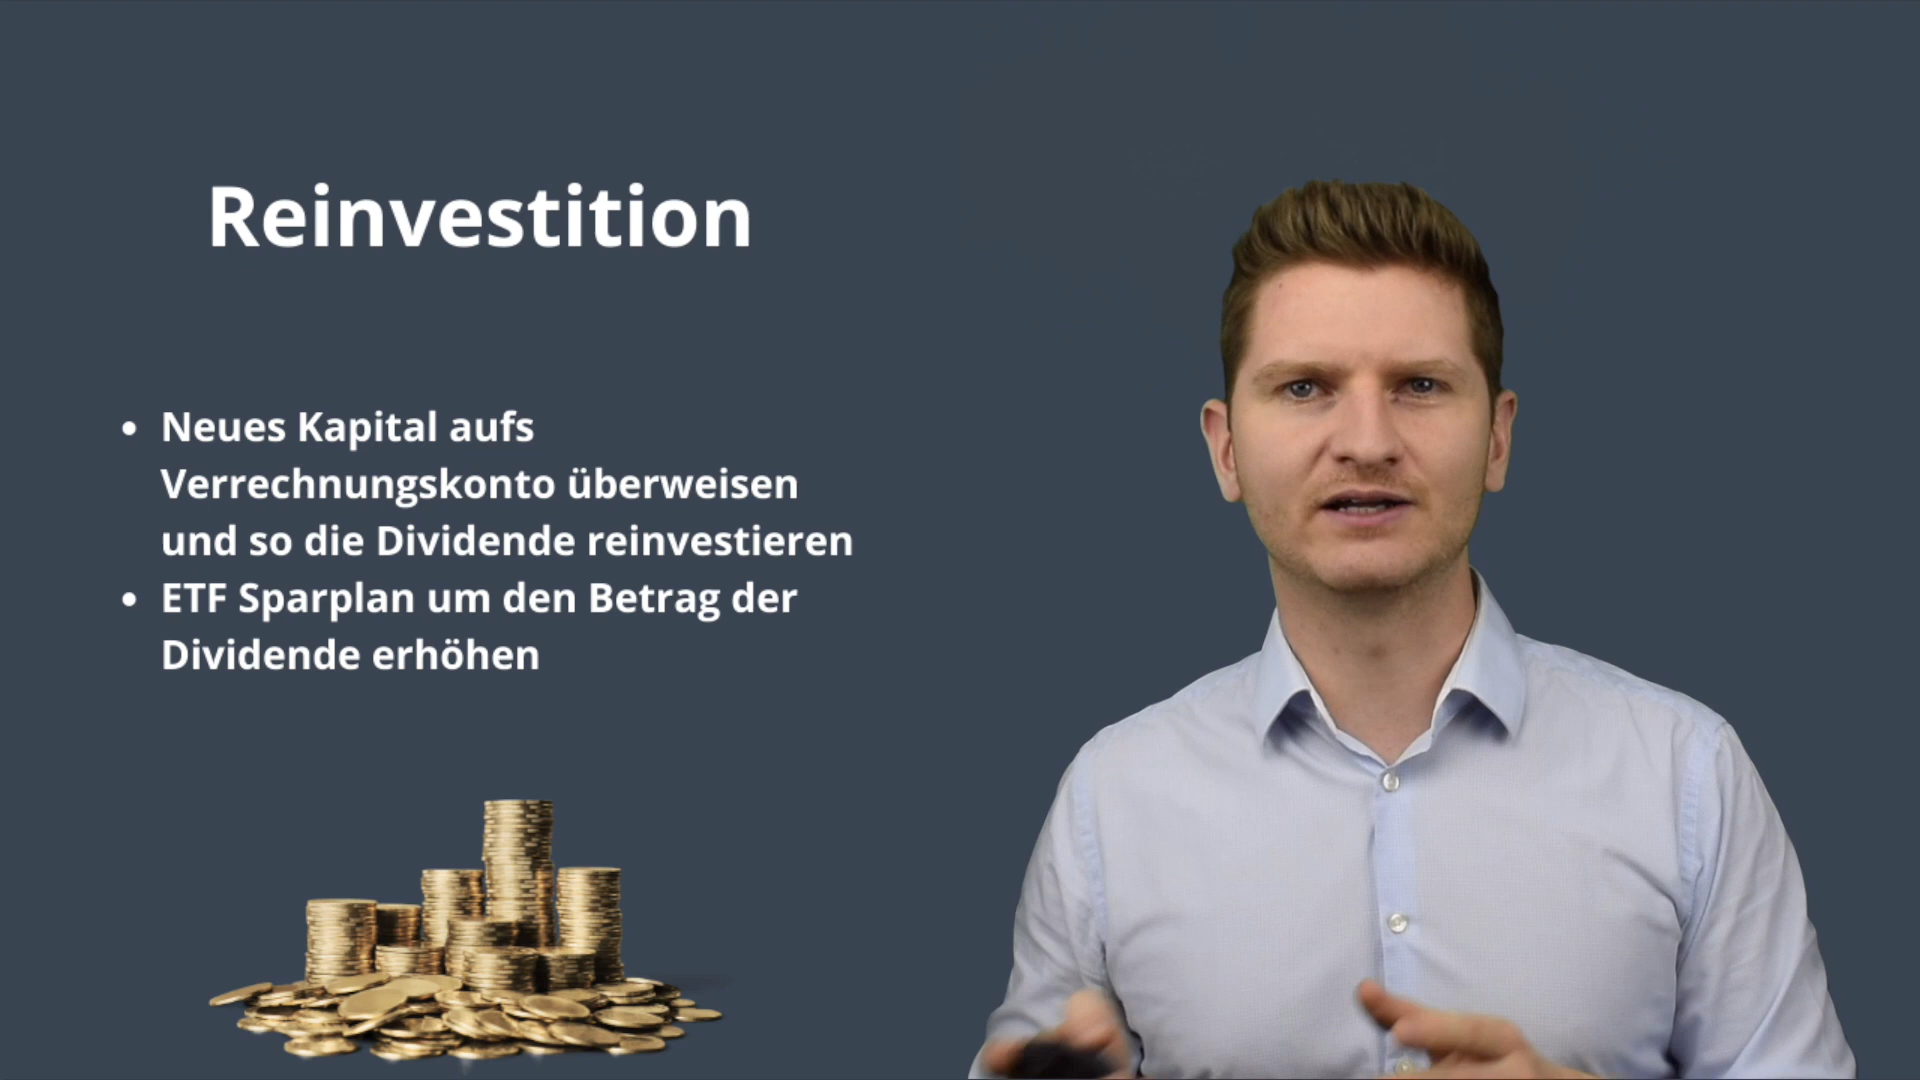 Reinvestition
• Neues Kapital aufs
Verrechnungskonto überweisen
und so die Dividende reinvestieren
• ETF Sparplan um den Betrag der
Dividende erhöhen